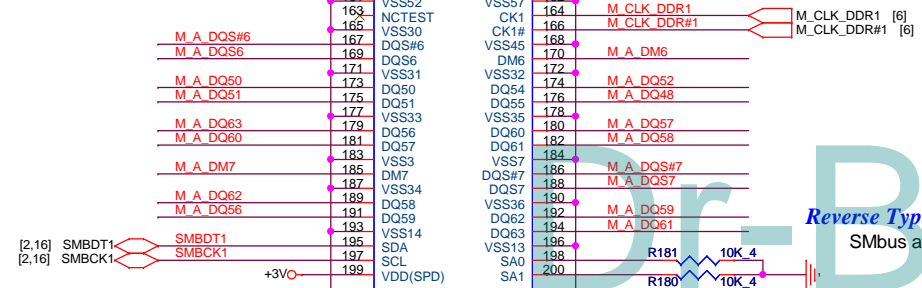 VSS52 VSS57
163 NCTEST CK1 164 M_CLK_DDR1 M_CLK_DDR1 [6]
165 VSS30 CK1# 166 M_CLK_DDR#1 M_CLK_DDR#1 [6]
M_A_DQS#6 167 DQS#6 VSS45 168
M_A_DQS6 169 DQS6 DM6 170 M_A_DM6
171 VSS31 VSS32 172
M_A_DQ50 173 DQ50 DQ54 174 M_A_DQ52
M_A_DQ51 175 DQ51 DQ55 176 M_A_DQ48
177 VSS33 VSS35 178
M_A_DQ63 179 DQ56 DQ60 180 M_A_DQ57
M_A_DQ60 181 DQ57 DQ61 182 M_A_DQ58
183 VSS3 VSS7 184
M_A_DM7 185 DM7 DQS#7 186 M_A_DQS#7
187 VSS34 DQS7 188 M_A_DQS7
M_A_DQ62 189 DQ58 VSS36 190
M_A_DQ56 191 DQ59 DQ62 192 M_A_DQ59
193 VSS14 DQ63 194 M_A_DQ61
[2,16] SMBDT1 SMBDT1 195 SDA VSS13 196
[2,16] SMBCK1 SMBCK1 197 SCL SA0 198 R181 10K_4
+3V 199 VDD(SPD) SA1 200 R180 10K_4
Reverse Typ
SMbus a
Dr-B